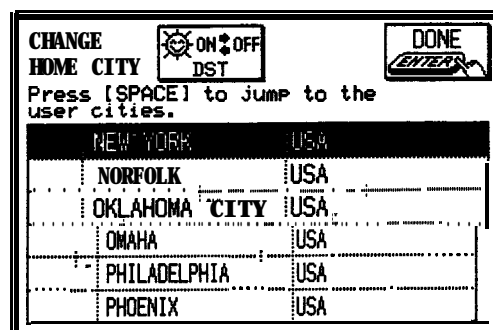 CHANGE ON OFF DONE
HOME CITY DST ENTER
Press [SPACE] to jump to the
user cities.
NEW YORK USA
NORFOLK USA
OKLAHOMA CITY USA
OMAHA USA
PHILADELPHIA USA
PHOENIX USA